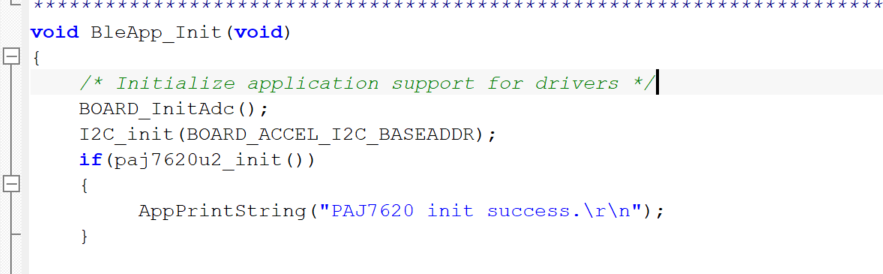 ******************************************************************************
void BleApp_Init(void)
{
/* Initialize application support for drivers */
BOARD_InitAdc();
I2C_init(BOARD_ACCEL_I2C_BASEADDR);
if(paj7620u2_init())
{
AppPrintString("PAJ7620 init success.\r\n");
}